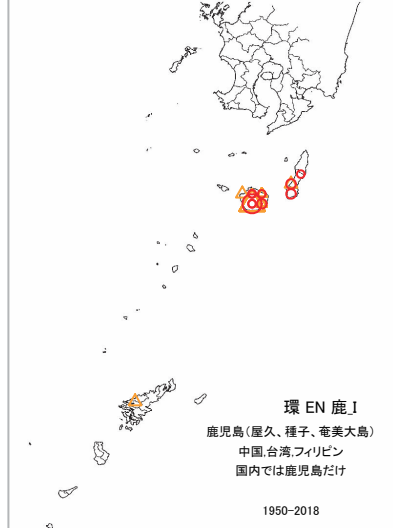 環 EN 鹿_I
鹿児島(屋久、種子、奄美大島)
中国,台湾,フィリピン
国内では鹿児島だけ
1950-2018